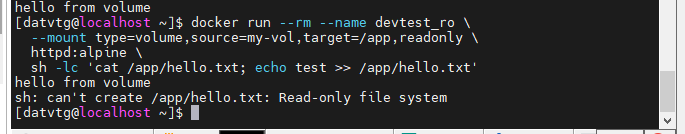 hello from volume
[datvtg@localhost ~]$ docker run --rm --name devtest_ro \
  --mount type=volume,source=my-vol,target=/app,readonly \
  httpd:alpine \
  sh -lc 'cat /app/hello.txt; echo test >> /app/hello.txt'
hello from volume
sh: can't create /app/hello.txt: Read-only file system
[datvtg@localhost ~]$